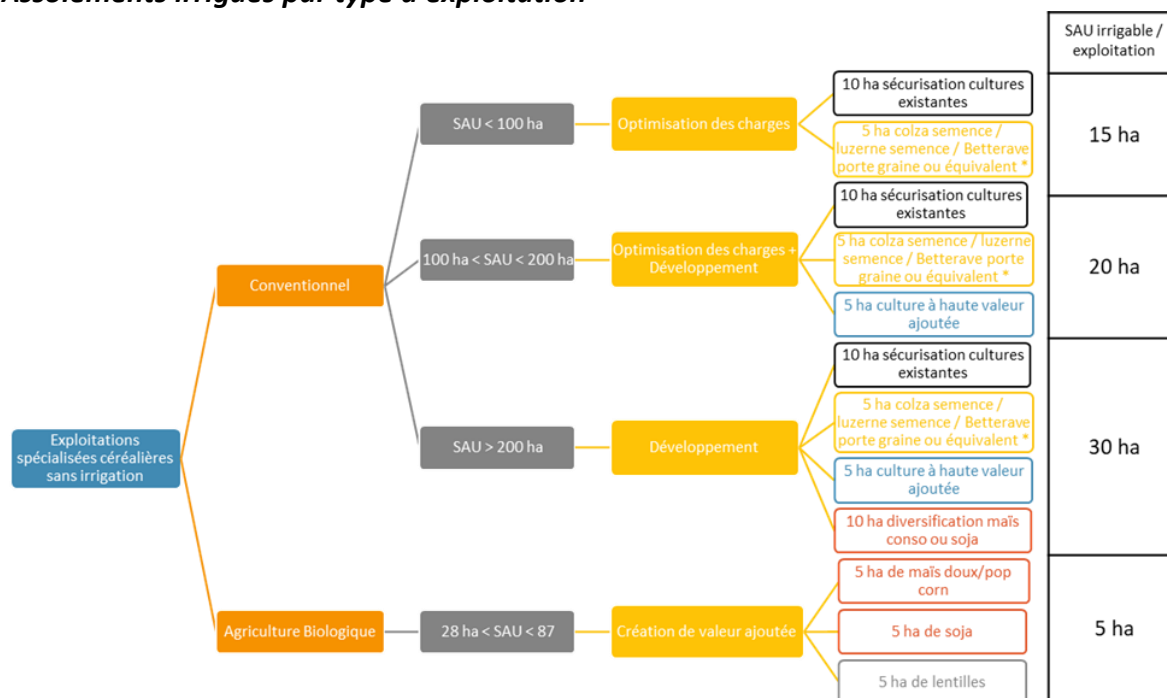 Assolements irrigués par type d'exploitation
SAU irrigable /
exploitation
10 ha sécurisation cultures
existantes
SAU < 100 ha
Optimisation des charges
5 ha colza semence /
luzerne semence / Betterave
porte graine ou équivalent *
15 ha
10 ha sécurisation cultures
existantes
100 ha < SAU < 200 ha
Optimisation des charges +
Développement
5 ha colza semence / luzerne
semence / Betterave porte
graine ou équivalent *
20 ha
Conventionnel
5 ha culture à haute valeur
ajoutée
10 ha sécurisation cultures
existantes
Exploitations
spécialisées céréalières
sans irrigation
SAU > 200 ha
Développement
5 ha colza semence /
luzerne semence / Betterave
porte graine ou équivalent *
30 ha
5 ha culture à haute valeur
ajoutée
10 ha diversification maïs
conso ou soja
5 ha de maïs doux/pop
corn
Agriculture Biologique
28 ha < SAU < 87
Création de valeur ajoutée
5 ha de soja
5 ha
5 ha de lentilles